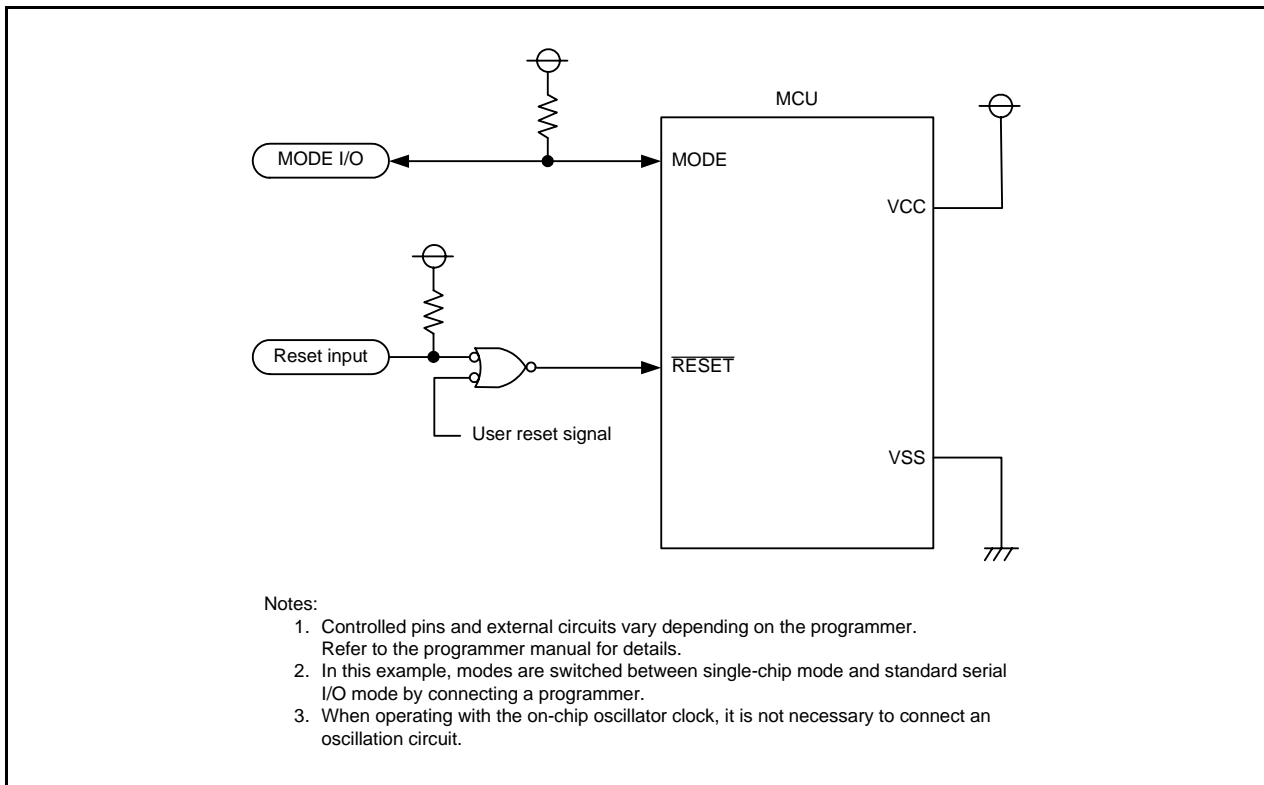 MCU
MODE I/O
MODE
VCC
Reset input
RESET
User reset signal
VSS
Notes:
1. Controlled pins and external circuits vary depending on the programmer.
Refer to the programmer manual for details.
2. In this example, modes are switched between single-chip mode and standard serial
I/O mode by connecting a programmer.
3. When operating with the on-chip oscillator clock, it is not necessary to connect an
oscillation circuit.